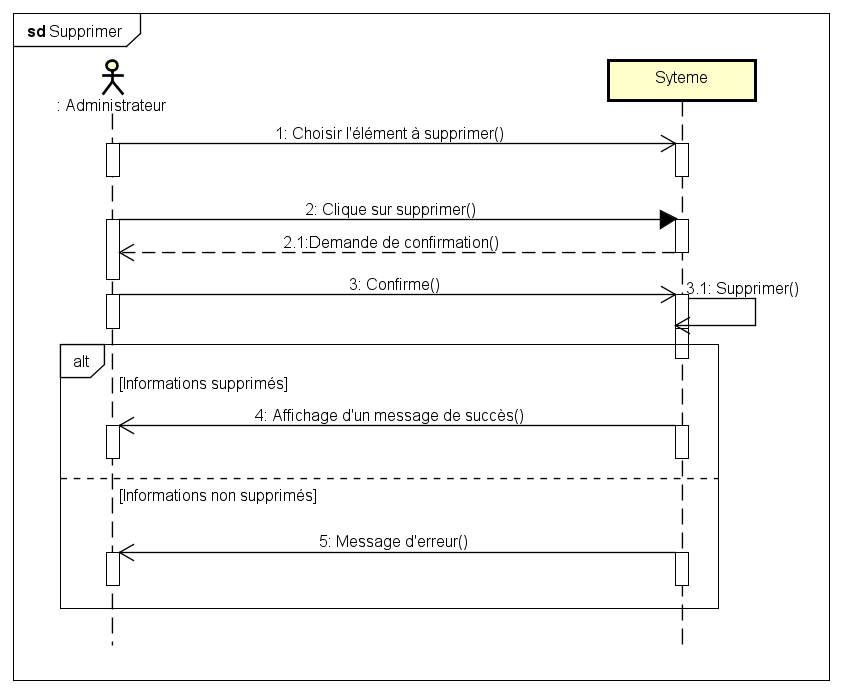 sd Supprimer
: Administrateur
Syteme
1: Choisir l'élément à supprimer()
2: Clique sur supprimer()
2.1:Demande de confirmation()
3: Confirme()
3.1: Supprimer()
alt
[Informations supprimés]
4: Affichage d'un message de succès()
[Informations non supprimés]
5: Message d'erreur()